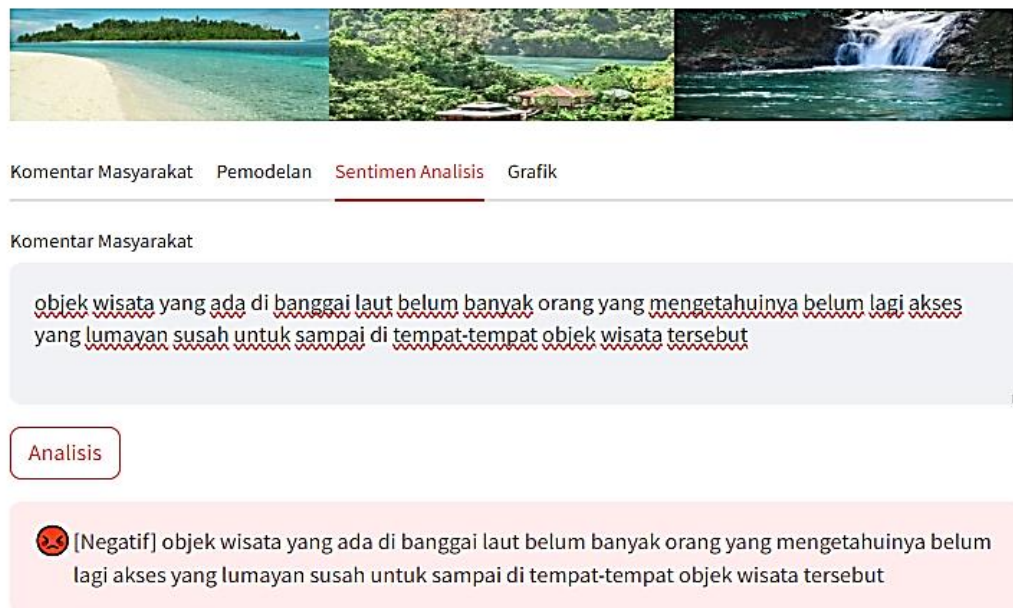 Komentar Masyarakat Pemodelan Sentimen Analisis Grafik
Komentar Masyarakat
objek wisata yang ada di banggai laut belum banyak orang yang mengetahuinya belum lagi akses
yang lumayan susah untuk sampai di tempat-tempat objek wisata tersebut
Analisis
[Negatif] objek wisata yang ada di banggai laut belum banyak orang yang mengetahuinya belum
lagi akses yang lumayan susah untuk sampai di tempat-tempat objek wisata tersebut